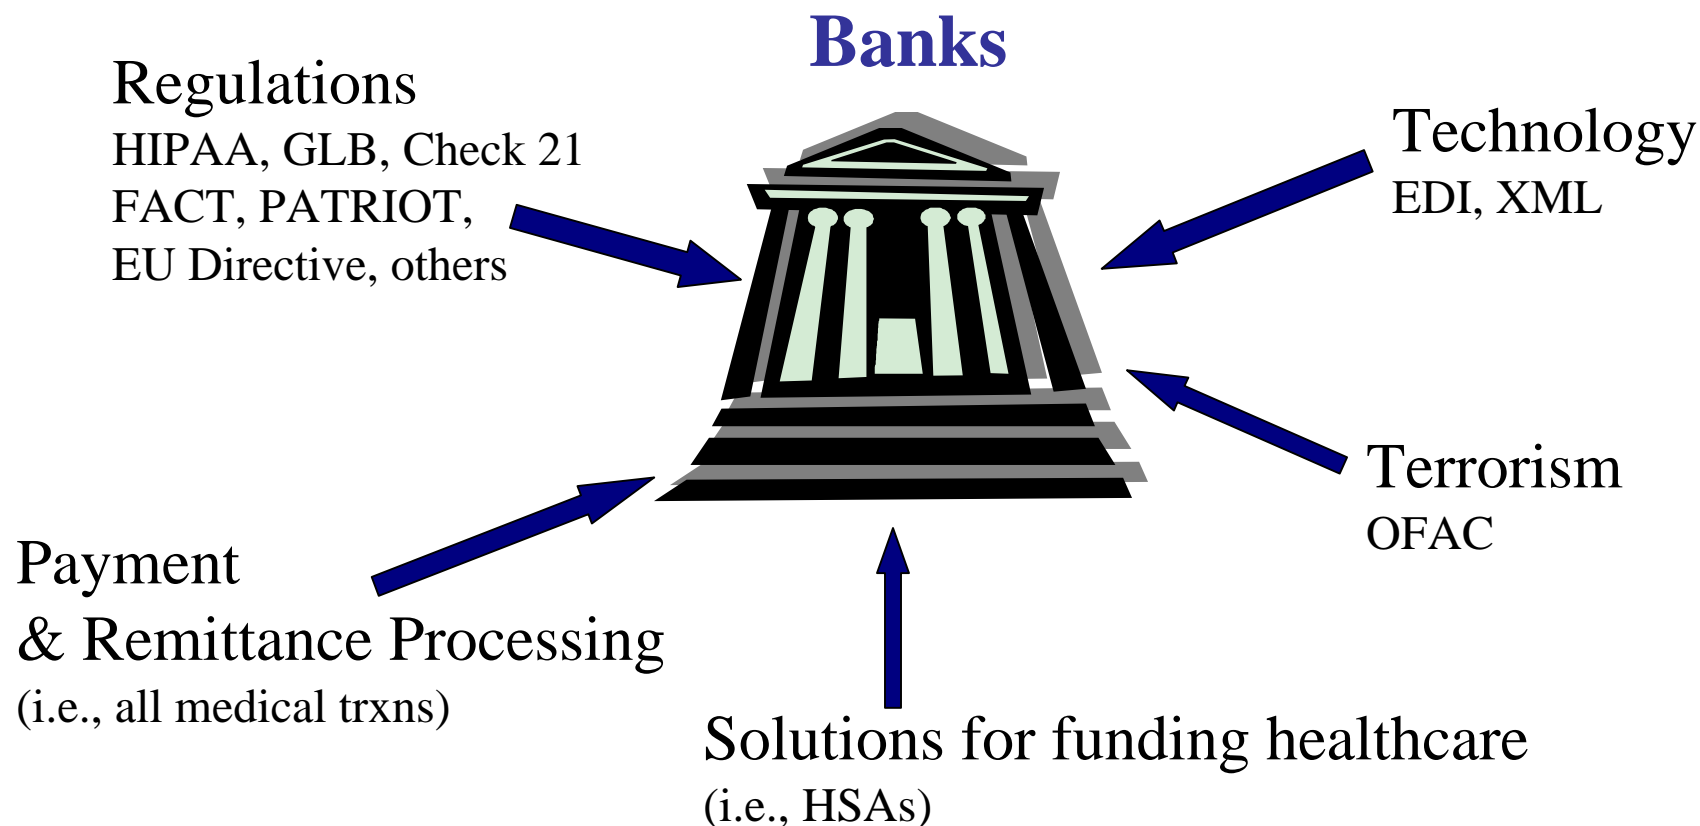 Banks
Regulations
HIPAA, GLB, Check 21
FACT, PATRIOT,
EU Directive, others
Technology
EDI, XML
Terrorism
OFAC
Payment
& Remittance Processing
(i.e., all medical trxns)
Solutions for funding healthcare
(i.e., HSAs)